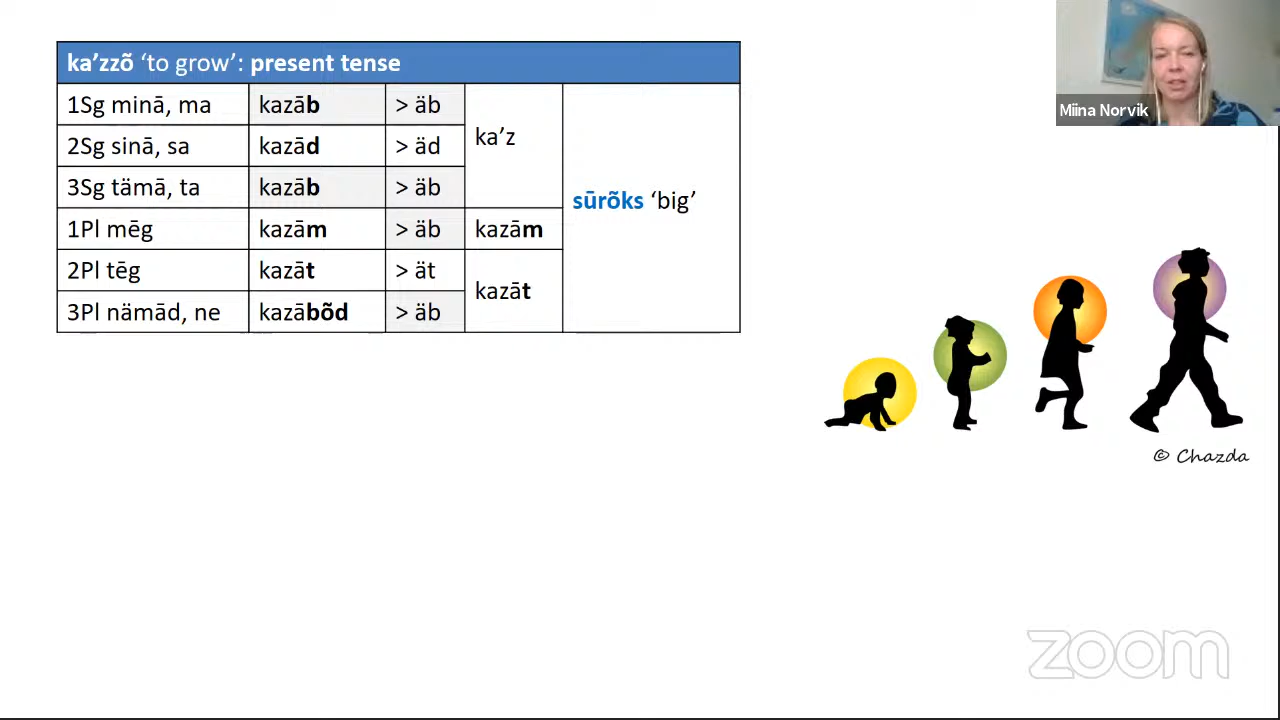 ka’zzõ ‘to grow’: present tense
1Sg minā, ma kazāb > äb ka’z sūrõks ‘big’
2Sg sinā, sa kazād > äd
3Sg tämā, ta kazāb > äb
1Pl mēg kazām > äb kazām
2Pl tēg kazāt > ät kazāt
3Pl nämād, ne kazābõd > äb
Miina Norvik
© Chazda
zoom